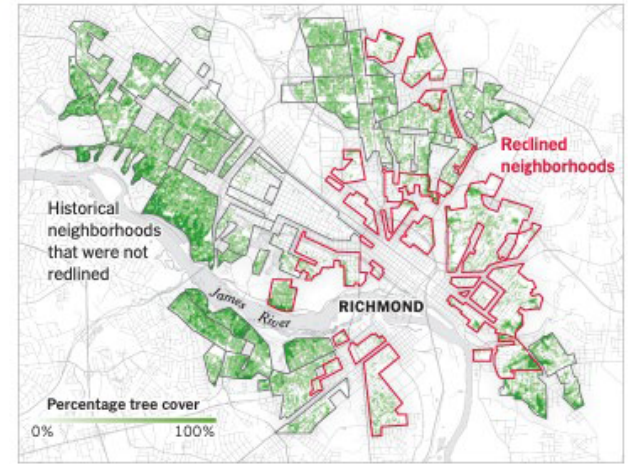 Redlined
neighborhoods
Historical
neighborhoods
that were not
redlined
James River
RICHMOND
Percentage tree cover
0% 100%